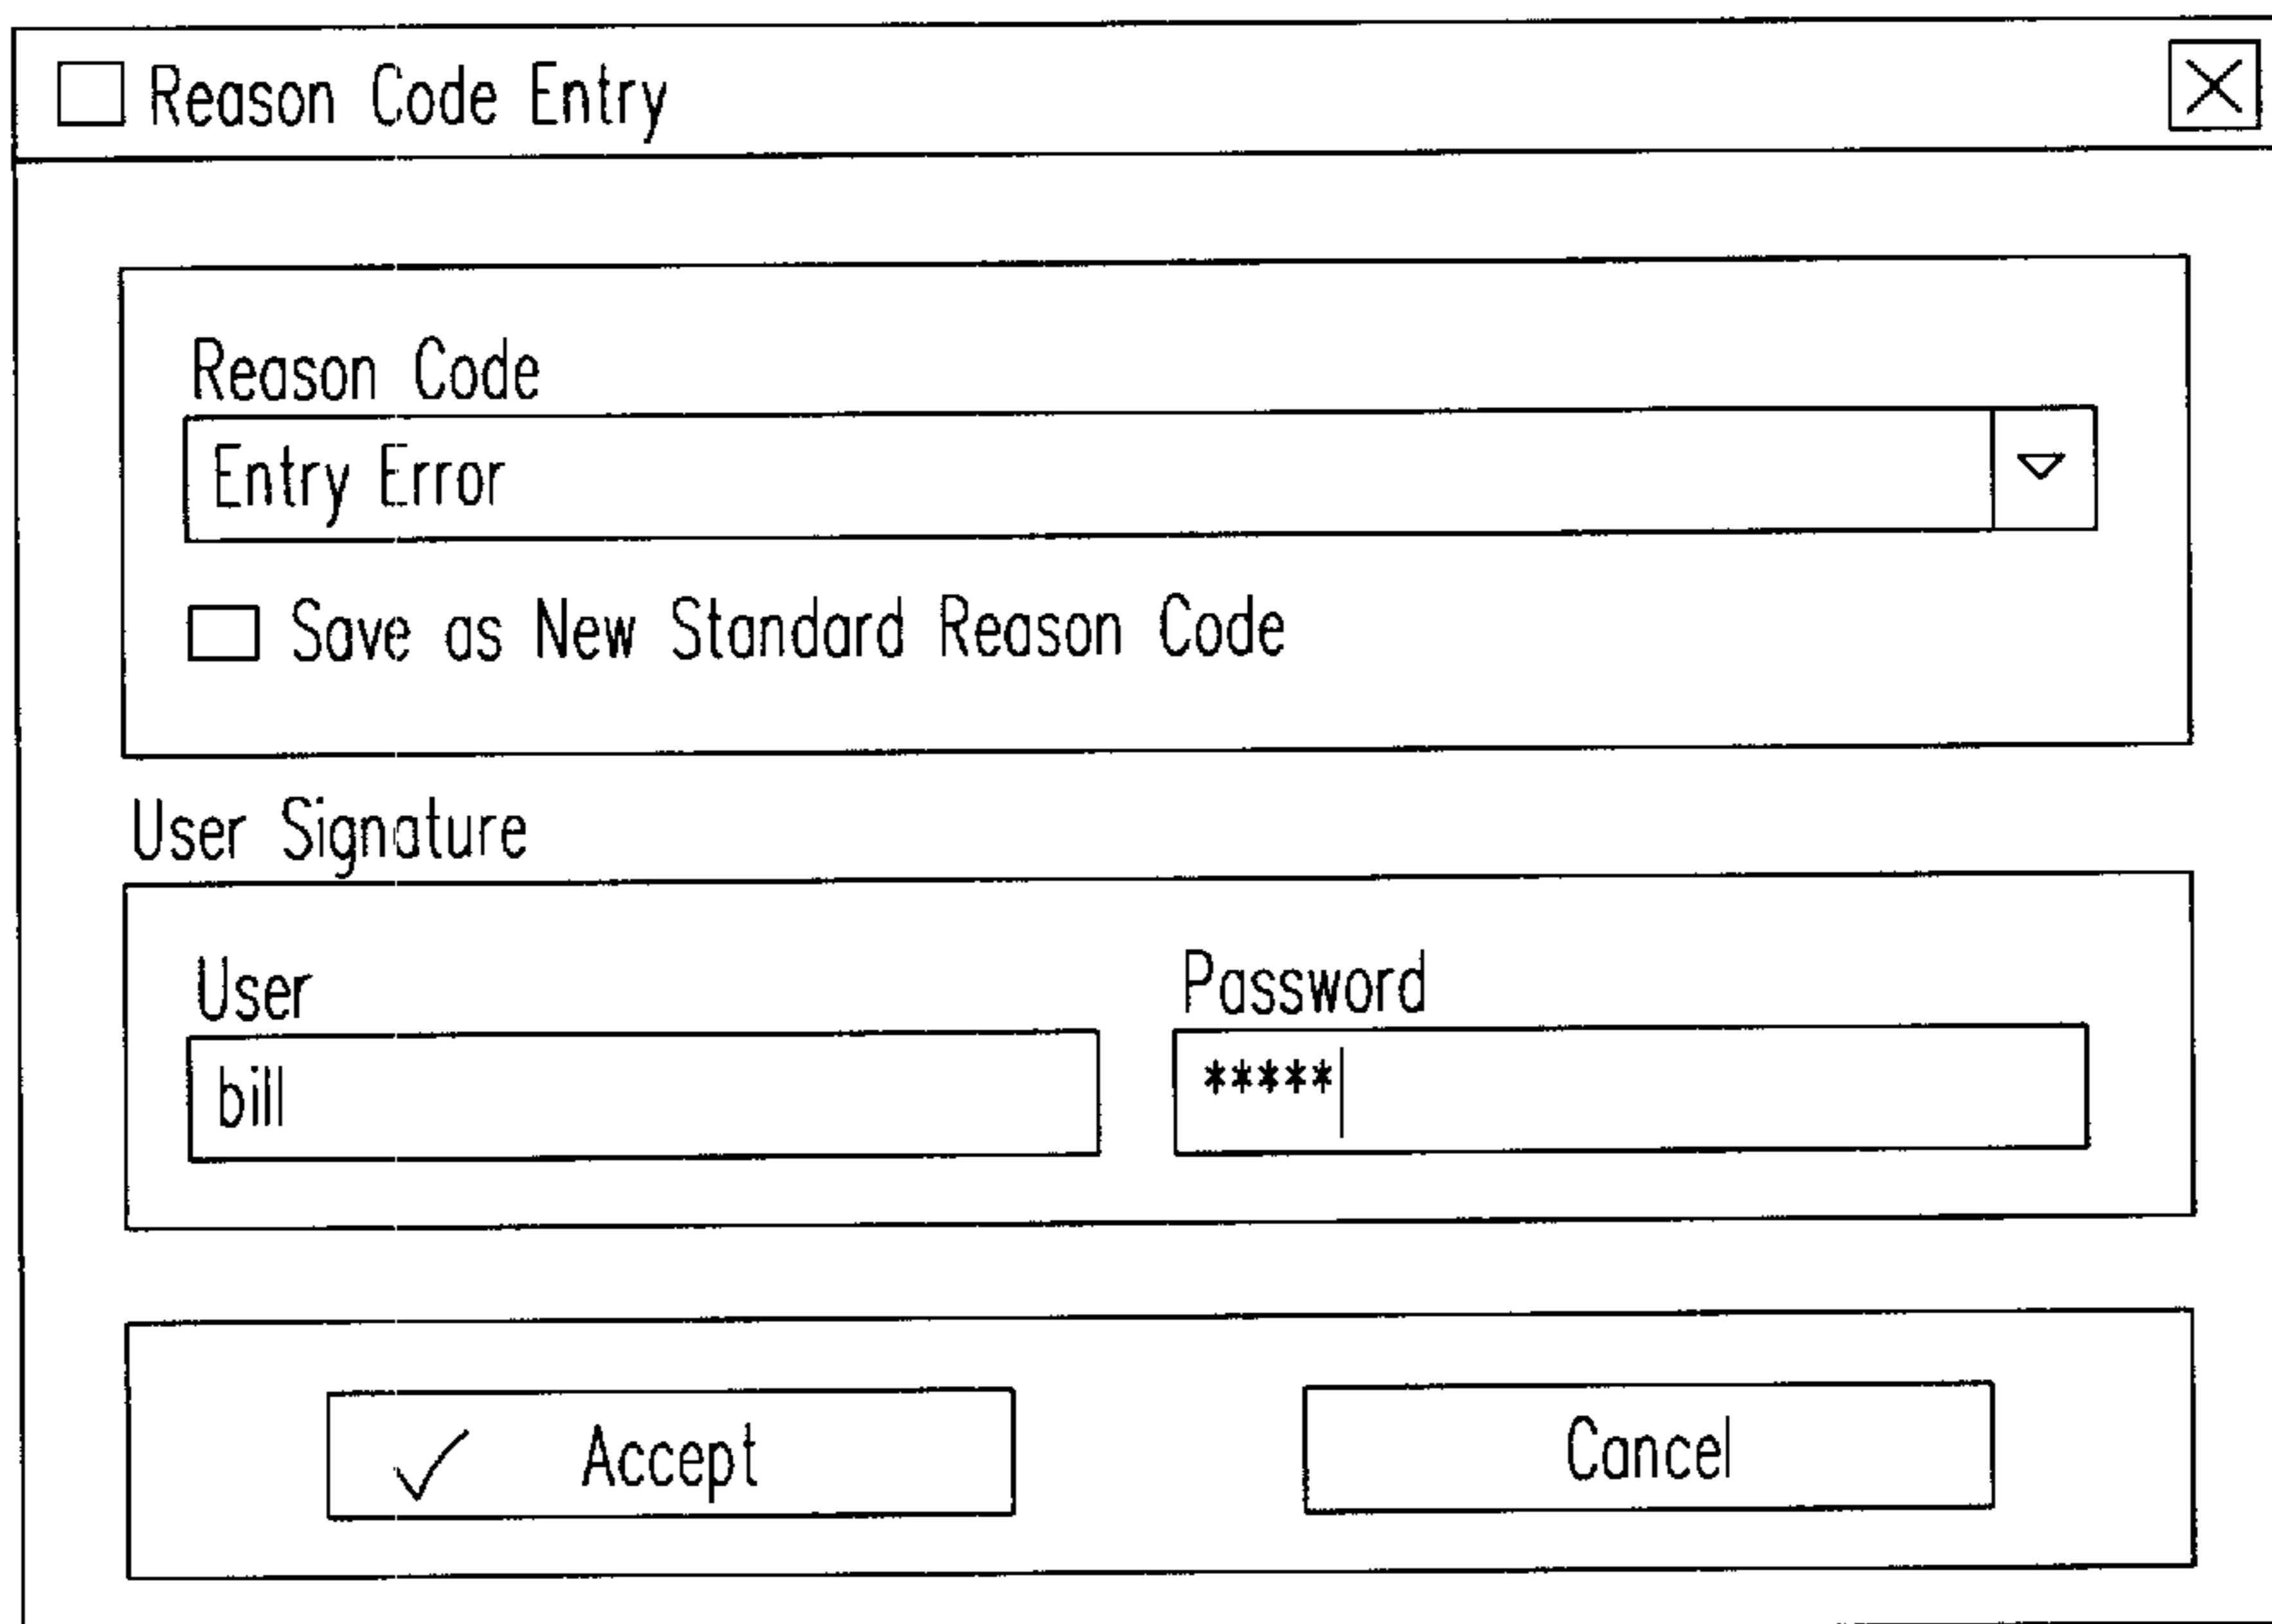 Reason Code Entry
Reason Code
Entry Error
Save as New Standard Reason Code
User Signature
User Password
bill *****
Accept Cancel